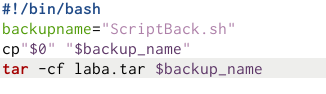 #!/bin/bash
backupname="ScriptBack.sh"
cp"$0" "$backup_name"
tar -cf laba.tar $backup_name